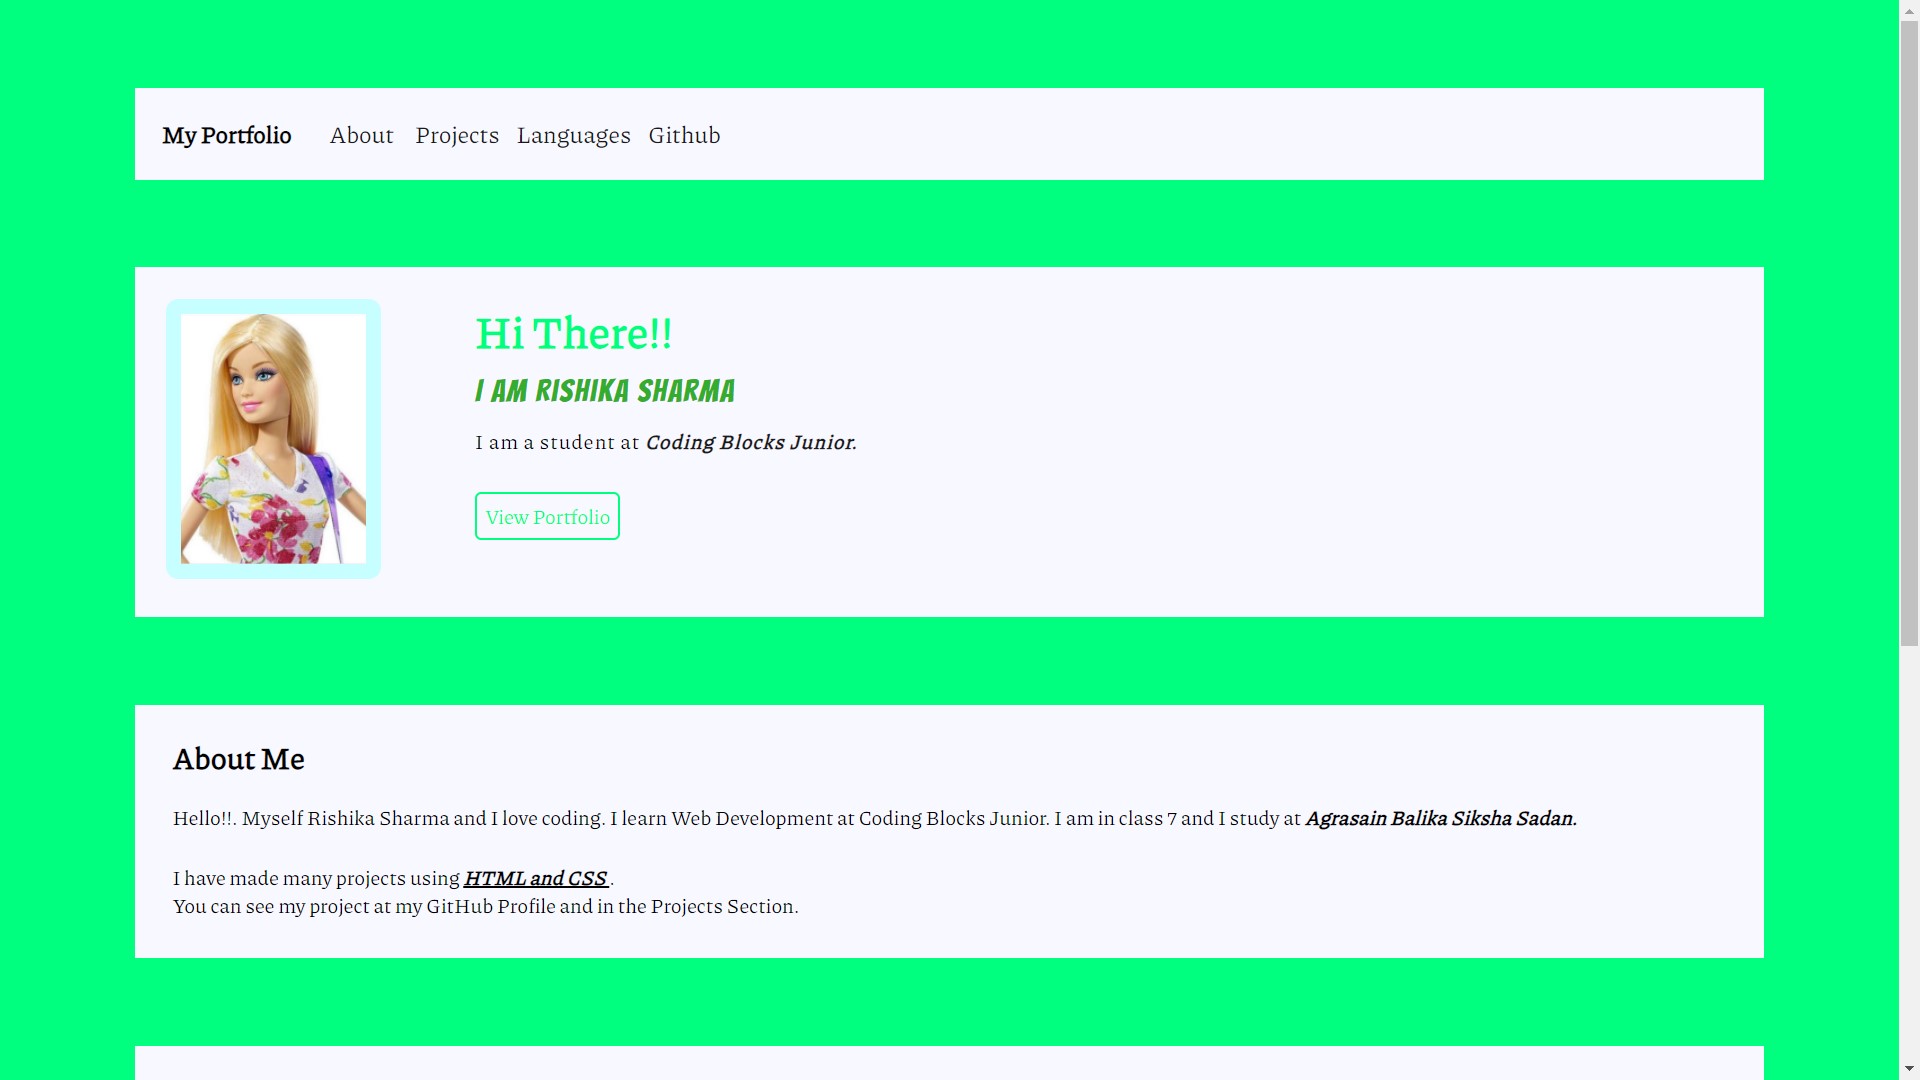 My Portfolio About Projects Languages Github
Hi There!!
I AM RISHIKA SHARMA
I am a student at Coding Blocks Junior.
View Portfolio
About Me
Hello!!. Myself Rishika Sharma and I love coding. I learn Web Development at Coding Blocks Junior. I am in class 7 and I study at Agrasain Balika Siksha Sadan.
I have made many projects using HTML and CSS .
You can see my project at my GitHub Profile and in the Projects Section.